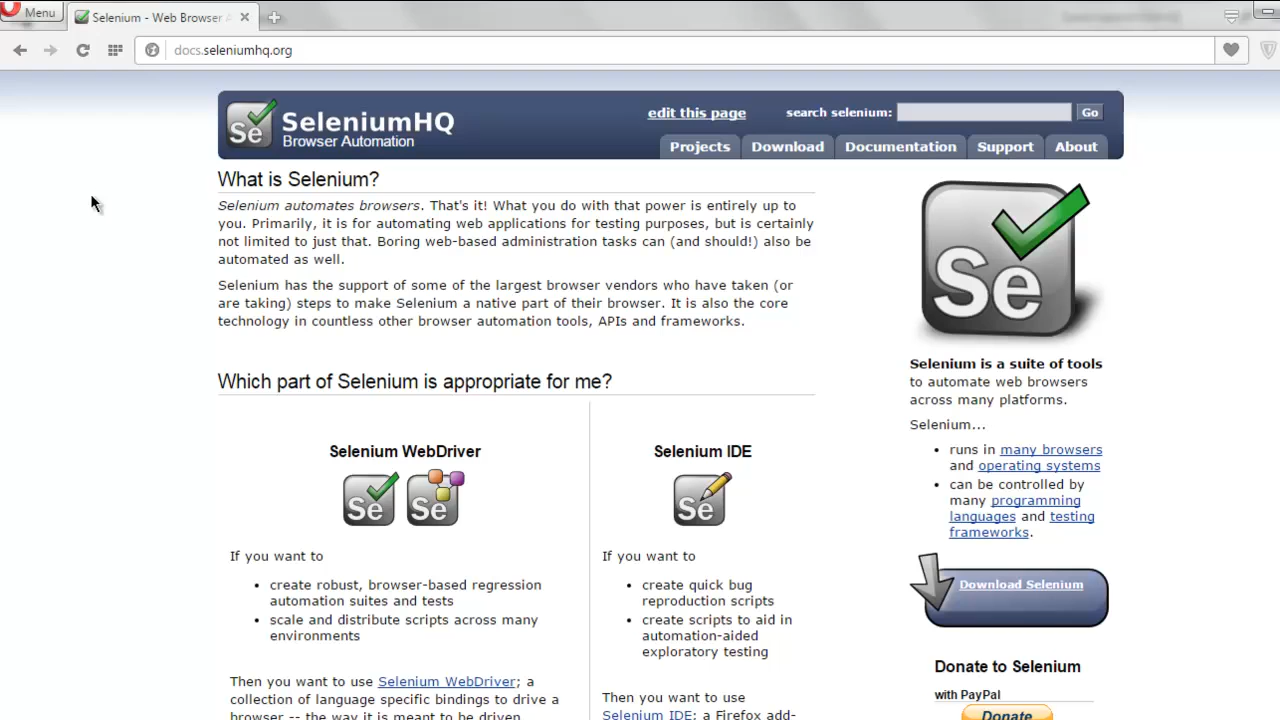 Menu
Selenium - Web Browser A
docs.seleniumhq.org
Se
SeleniumHQ
Browser Automation
edit this page
search selenium:
Go
Projects
Download
Documentation
Support
About
What is Selenium?
Selenium automates browsers. That's it! What you do with that power is entirely up to
you. Primarily, it is for automating web applications for testing purposes, but is certainly
not limited to just that. Boring web-based administration tasks can (and should!) also be
automated as well.
Selenium has the support of some of the largest browser vendors who have taken (or
are taking) steps to make Selenium a native part of their browser. It is also the core
technology in countless other browser automation tools, APIs and frameworks.
Which part of Selenium is appropriate for me?
Selenium WebDriver
Se
Se
If you want to
• create robust, browser-based regression
automation suites and tests
• scale and distribute scripts across many
environments
Then you want to use Selenium WebDriver; a
collection of language specific bindings to drive a
browser -- the way it is meant to be driven
Selenium IDE
Se
If you want to
• create quick bug
reproduction scripts
• create scripts to aid in
automation-aided
exploratory testing
Then you want to use
Selenium IDE; a Firefox add-
Se
Selenium is a suite of tools
to automate web browsers
across many platforms.
Selenium...
• runs in many browsers
and operating systems
• can be controlled by
many programming
languages and testing
frameworks.
Download Selenium
Donate to Selenium
with PayPal
Donate